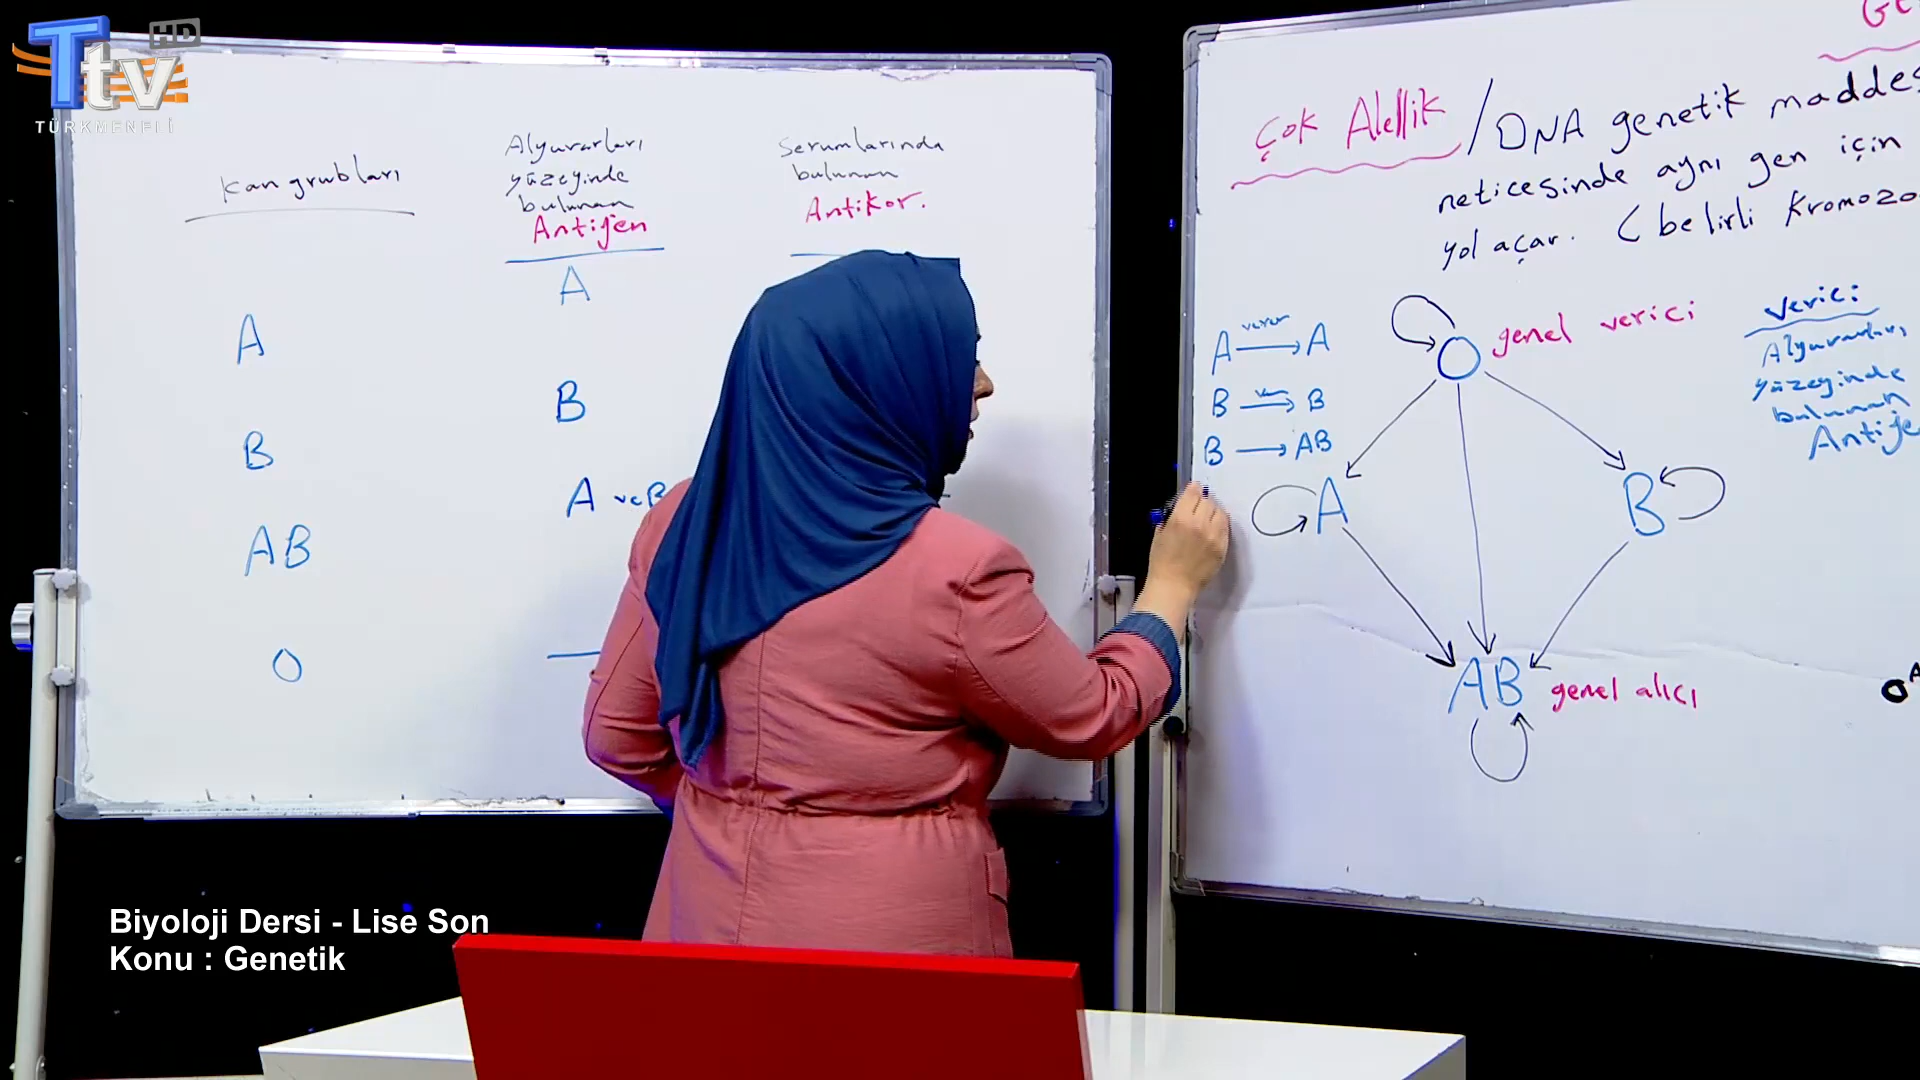 Ttv HD
TÜRKMENELİ
Kan grubları
Alyuvarları
yüzeyinde
bulunan
Antijen
Serumlarında
bulunan
Antikor.
A
A
B
B
AB
A ve B
O
Çok Alellik / DNA genetik maddes
neticesinde aynı gen için
yol açar. ( belirli Kromozo
A verir A
B B
B AB
O genel verici
A
B
AB genel alıcı
Verici
Alyuvarları
yüzeyinde
bulunan
Antije
Biyoloji Dersi - Lise Son
Konu : Genetik